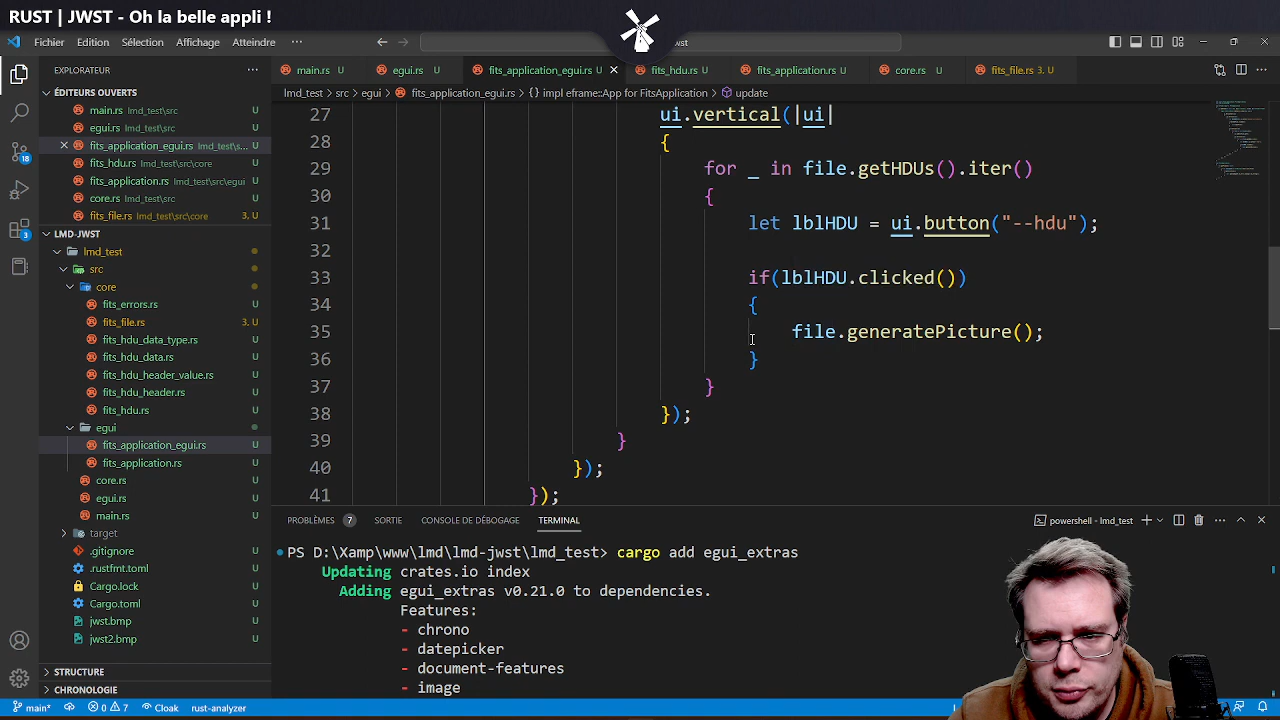 RUST | JWST - Oh la belle appli !
Fichier Edition Sélection Affichage Atteindre ··· west
EXPLORATEUR ···
main.rs U egui.rs U fits_application_egui.rs U fits_hdu.rs U fits_application.rs U core.rs U fits_file.rs 3, U
ÉDITEURS OUVERTS
lmd_test > src > egui > fits_application_egui.rs > {} impl eframe::App for FitsApplication > update
main.rs lmd_test\src U
egui.rs lmd_test\src U
fits_application_egui.rs lmd_test\s... U
fits_hdu.rs lmd_test\src\core U
fits_application.rs lmd_test\src\egui U
core.rs lmd_test\src U
fits_file.rs lmd_test\src\core 3, U
LMD-JWST
lmd_test
src
core
fits_errors.rs U
fits_file.rs 3, U
fits_hdu_data_type.rs U
fits_hdu_data.rs U
fits_hdu_header_value.rs U
fits_hdu_header.rs U
fits_hdu.rs U
egui
fits_application_egui.rs U
fits_application.rs U
core.rs U
egui.rs U
main.rs U
target
.gitignore U
.rustfmt.toml U
Cargo.lock U
Cargo.toml U
jwst.bmp U
jwst2.bmp U
STRUCTURE
CHRONOLOGIE
27 ui.vertical(|ui|
28 {
29 for _ in file.getHDUs().iter()
30 {
31 let lblHDU = ui.button("--hdu");
32
33 if(lblHDU.clicked())
34 {
35 file.generatePicture();
36 }
37 }
38 });
39 }
40 });
41 });
PROBLÈMES 7 SORTIE CONSOLE DE DÉBOGAGE TERMINAL powershell - lmd_test
PS D:\Xamp\www\lmd\lmd-jwst\lmd_test> cargo add egui_extras
Updating crates.io index
Adding egui_extras v0.21.0 to dependencies.
Features:
- chrono
- datepicker
- document-features
- image
18
3
main* 0 7 Cloak rust-analyzer